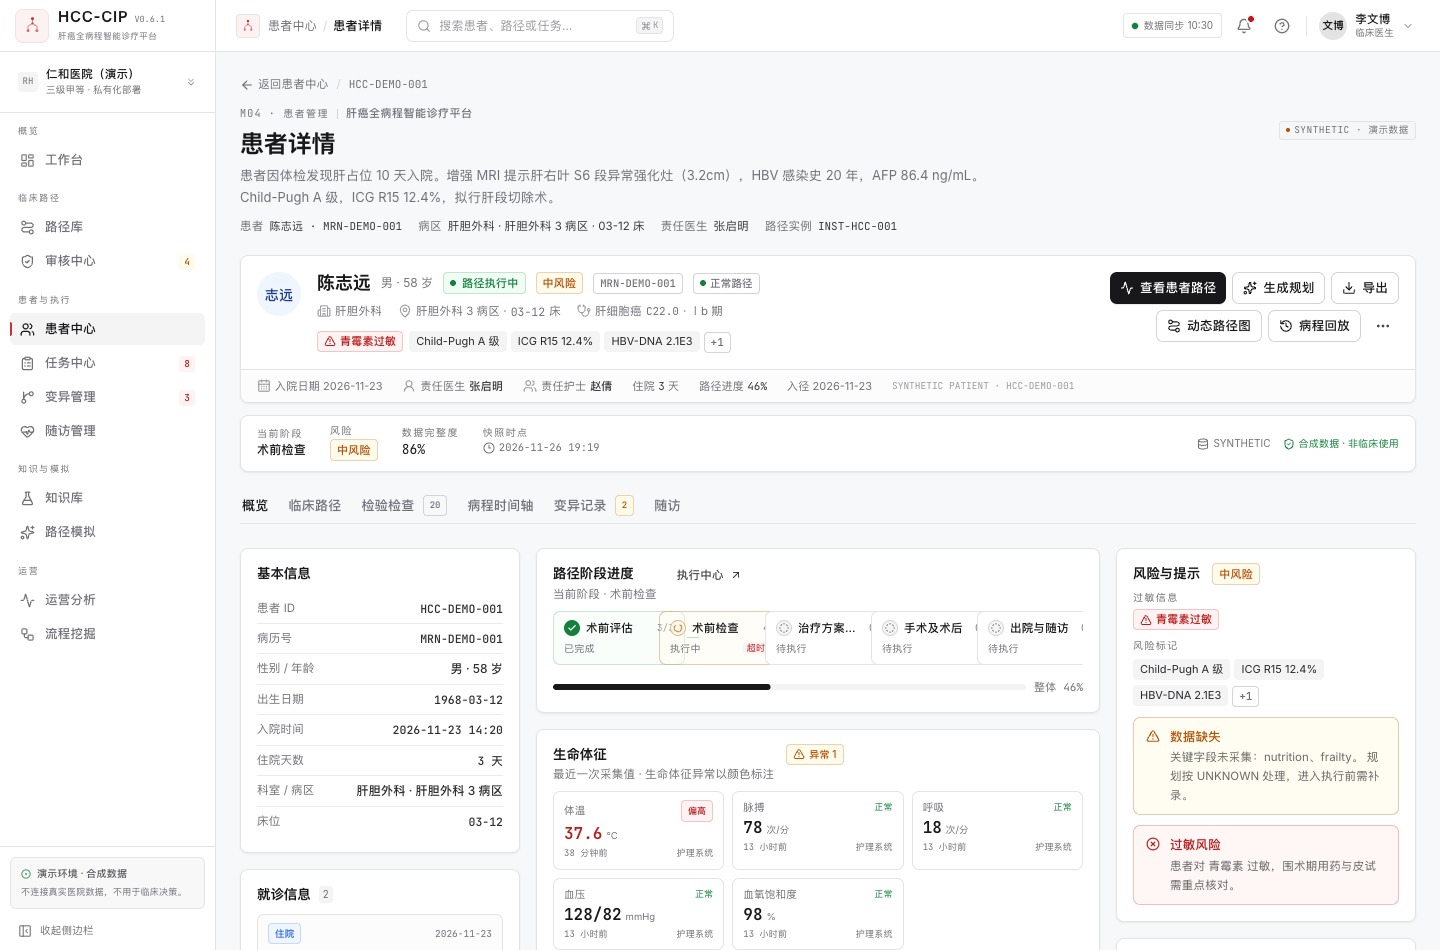 HCC-CIP V0.6.1
肝癌全病程智能诊疗平台
患者中心 / 患者详情
搜索患者、路径或任务... ⌘K
数据同步 10:30
文博
李文博
临床医生
RH
仁和医院（演示）
三级甲等 · 私有化部署
概览
工作台
临床路径
路径库
审核中心 4
患者与执行
患者中心
任务中心 8
变异管理 3
随访管理
知识与模拟
知识库
路径模拟
运营
运营分析
流程挖掘
演示环境 · 合成数据
不连接真实医院数据，不用于临床决策。
收起侧边栏
返回患者中心 / HCC-DEMO-001
M04 · 患者管理 | 肝癌全病程智能诊疗平台
患者详情
SYNTHETIC · 演示数据
患者因体检发现肝占位 10 天入院。增强 MRI 提示肝右叶 S6 段异常强化灶（3.2cm），HBV 感染史 20 年，AFP 86.4 ng/mL。
Child-Pugh A 级，ICG R15 12.4%，拟行肝段切除术。
患者 陈志远 · MRN-DEMO-001 病区 肝胆外科 · 肝胆外科 3 病区 · 03-12 床 责任医生 张启明 路径实例 INST-HCC-001
志远
陈志远 男 · 58 岁 路径执行中 中风险 MRN-DEMO-001 正常路径
肝胆外科 肝胆外科 3 病区 · 03-12 床 肝细胞癌 C22.0 · Ib期
青霉素过敏 Child-Pugh A 级 ICG R15 12.4% HBV-DNA 2.1E3 +1
查看患者路径 生成规划 导出
动态路径图 病程回放
入院日期 2026-11-23 责任医生 张启明 责任护士 赵倩 住院 3 天 路径进度 46% 入径 2026-11-23 SYNTHETIC PATIENT · HCC-DEMO-001
当前阶段
术前检查
风险
中风险
数据完整度
86%
快照时点
2026-11-26 19:19
SYNTHETIC 合成数据 · 非临床使用
概览 临床路径 检验检查 20 病程时间轴 变异记录 2 随访
基本信息
患者 ID HCC-DEMO-001
病历号 MRN-DEMO-001
性别 / 年龄 男 · 58 岁
出生日期 1968-03-12
入院时间 2026-11-23 14:20
住院天数 3 天
科室 / 病区 肝胆外科 · 肝胆外科 3 病区
床位 03-12
就诊信息 2
住院 2026-11-23
路径阶段进度 执行中心
当前阶段 · 术前检查
术前评估
已完成
术前检查
执行中 超时
治疗方案...
待执行
手术及术后
待执行
出院与随访
待执行
整体 46%
生命体征 异常 1
最近一次采集值 · 生命体征异常以颜色标注
体温 偏高
37.6 °C
38 分钟前 护理系统
脉搏 正常
78 次/分
13 小时前 护理系统
呼吸 正常
18 次/分
13 小时前 护理系统
血压 正常
128/82 mmHg
13 小时前 护理系统
血氧饱和度 正常
98 %
13 小时前 护理系统
风险与提示 中风险
过敏信息
青霉素过敏
风险标记
Child-Pugh A 级 ICG R15 12.4%
HBV-DNA 2.1E3 +1
数据缺失
关键字段未采集：nutrition、frailty。 规
划按 UNKNOWN 处理，进入执行前需补
录。
过敏风险
患者对 青霉素 过敏，围术期用药与皮试
需重点核对。